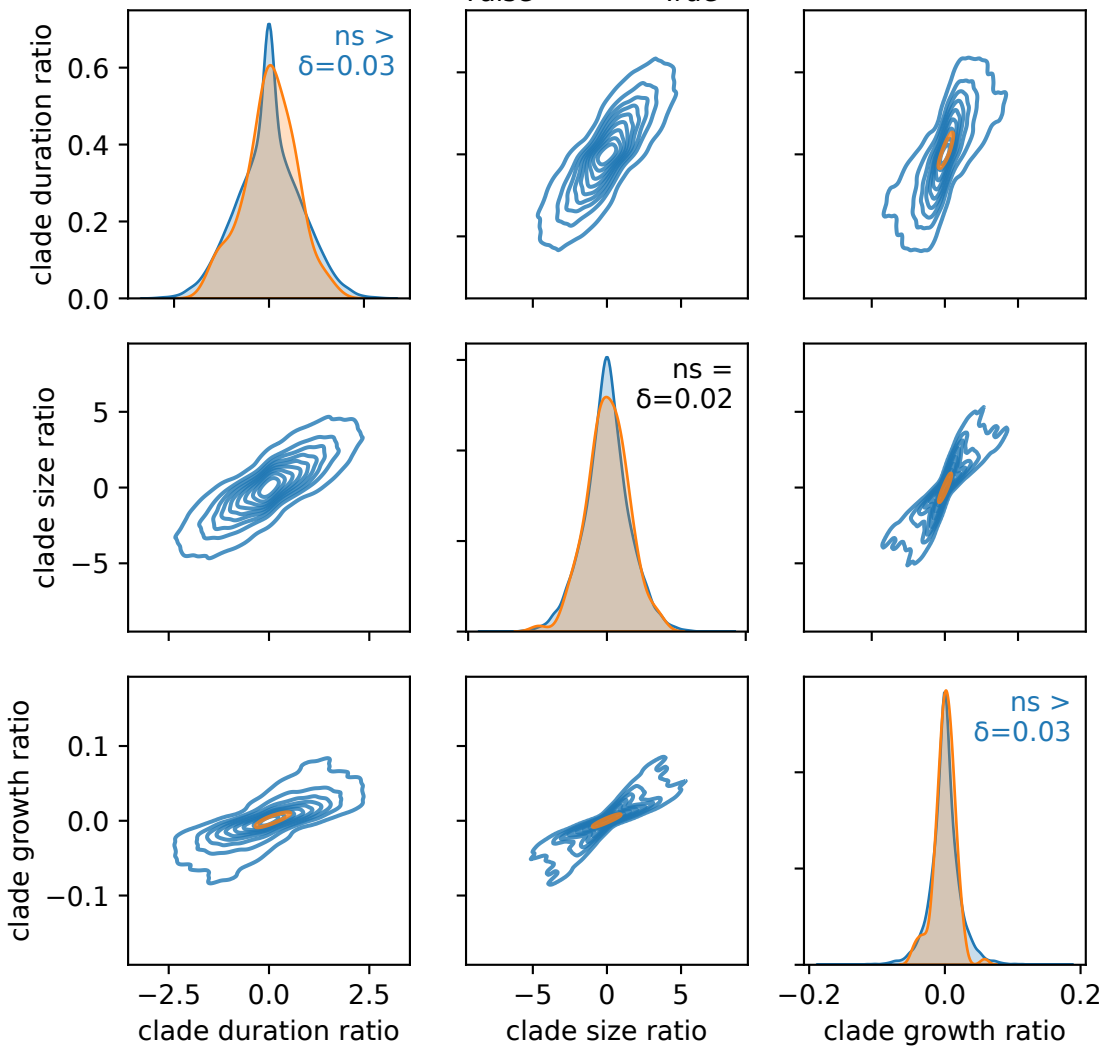 ns >
δ=0.03
clade duration ratio
0.6
0.4
0.2
0.0
ns =
δ=0.02
clade size ratio
5
0
−5
ns >
δ=0.03
clade growth ratio
0.1
0.0
−0.1
−2.5 0.0 2.5
−5 0 5
−0.2 0.0 0.2
clade duration ratio
clade size ratio
clade growth ratio